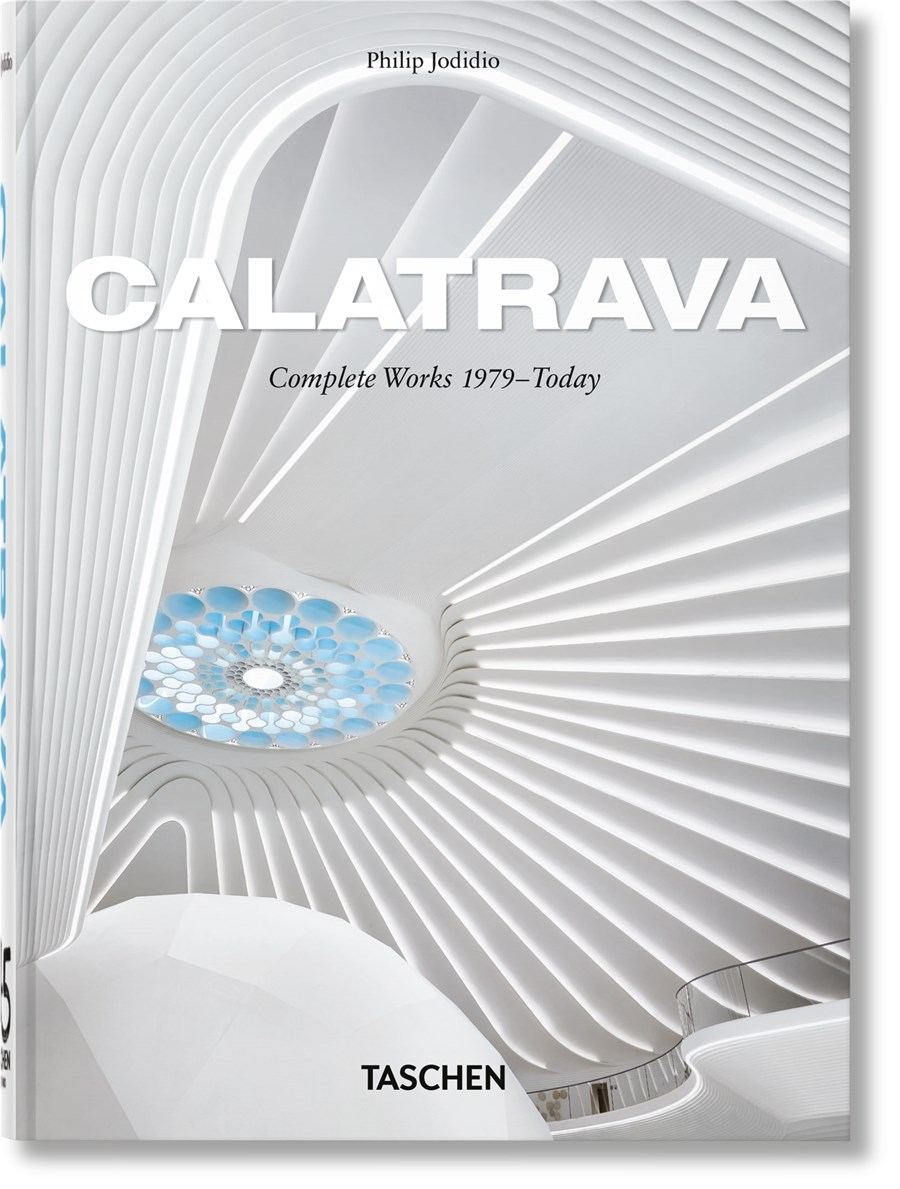 Philip Jodidio
CALATRAVA
Complete Works 1979–Today
TASCHEN